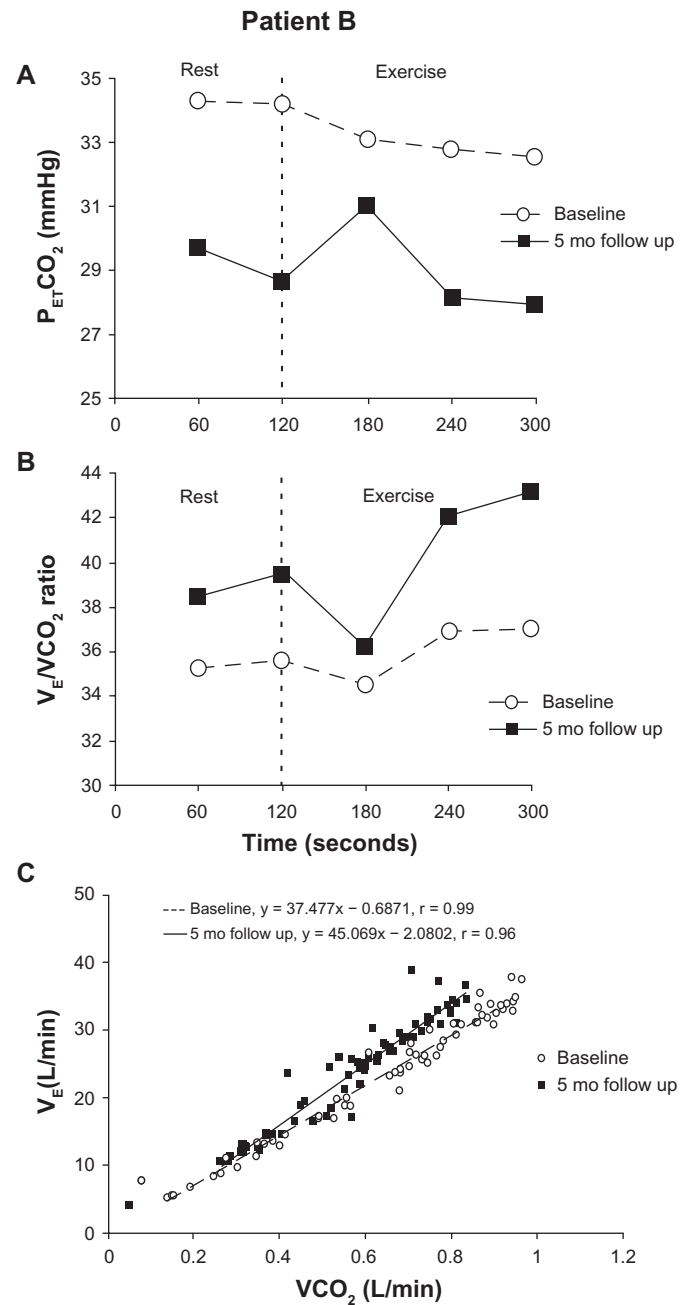 Patient B
A
Rest Exercise
35
33
31
29
27
25
P_ETCO₂ (mmHg)
Baseline
5 mo follow up
0 60 120 180 240 300
B
Rest Exercise
44
42
40
38
36
34
32
30
V_E/VCO₂ ratio
Baseline
5 mo follow up
0 60 120 180 240 300
Time (seconds)
C
Baseline, y = 37.477x − 0.6871, r = 0.99
5 mo follow up, y = 45.069x − 2.0802, r = 0.96
50
40
30
20
10
0
V_E(L/min)
Baseline
5 mo follow up
0 0.2 0.4 0.6 0.8 1 1.2
VCO₂ (L/min)